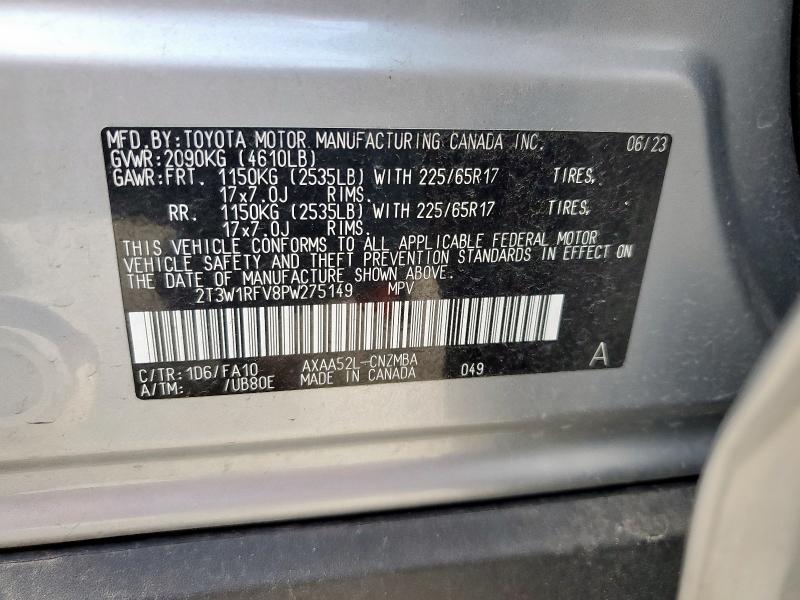 MFD.BY:TOYOTA MOTOR MANUFACTURING CANADA INC. 06/23
GVWR:2090KG (4610LB)
GAWR:FRT. 1150KG (2535LB) WITH 225/65R17 TIRES,
17x7.0J RIMS.
RR. 1150KG (2535LB) WITH 225/65R17 TIRES,
17x7.0J RIMS.
THIS VEHICLE CONFORMS TO ALL APPLICABLE FEDERAL MOTOR
VEHICLE SAFETY AND THEFT PREVENTION STANDARDS IN EFFECT ON
THE DATE OF MANUFACTURE SHOWN ABOVE.
2T3W1RFV8PW275149 MPV
C/TR:1D6/FA10 AXAA52L-CNZMBA 049 A
A/TM: /UB80E MADE IN CANADA